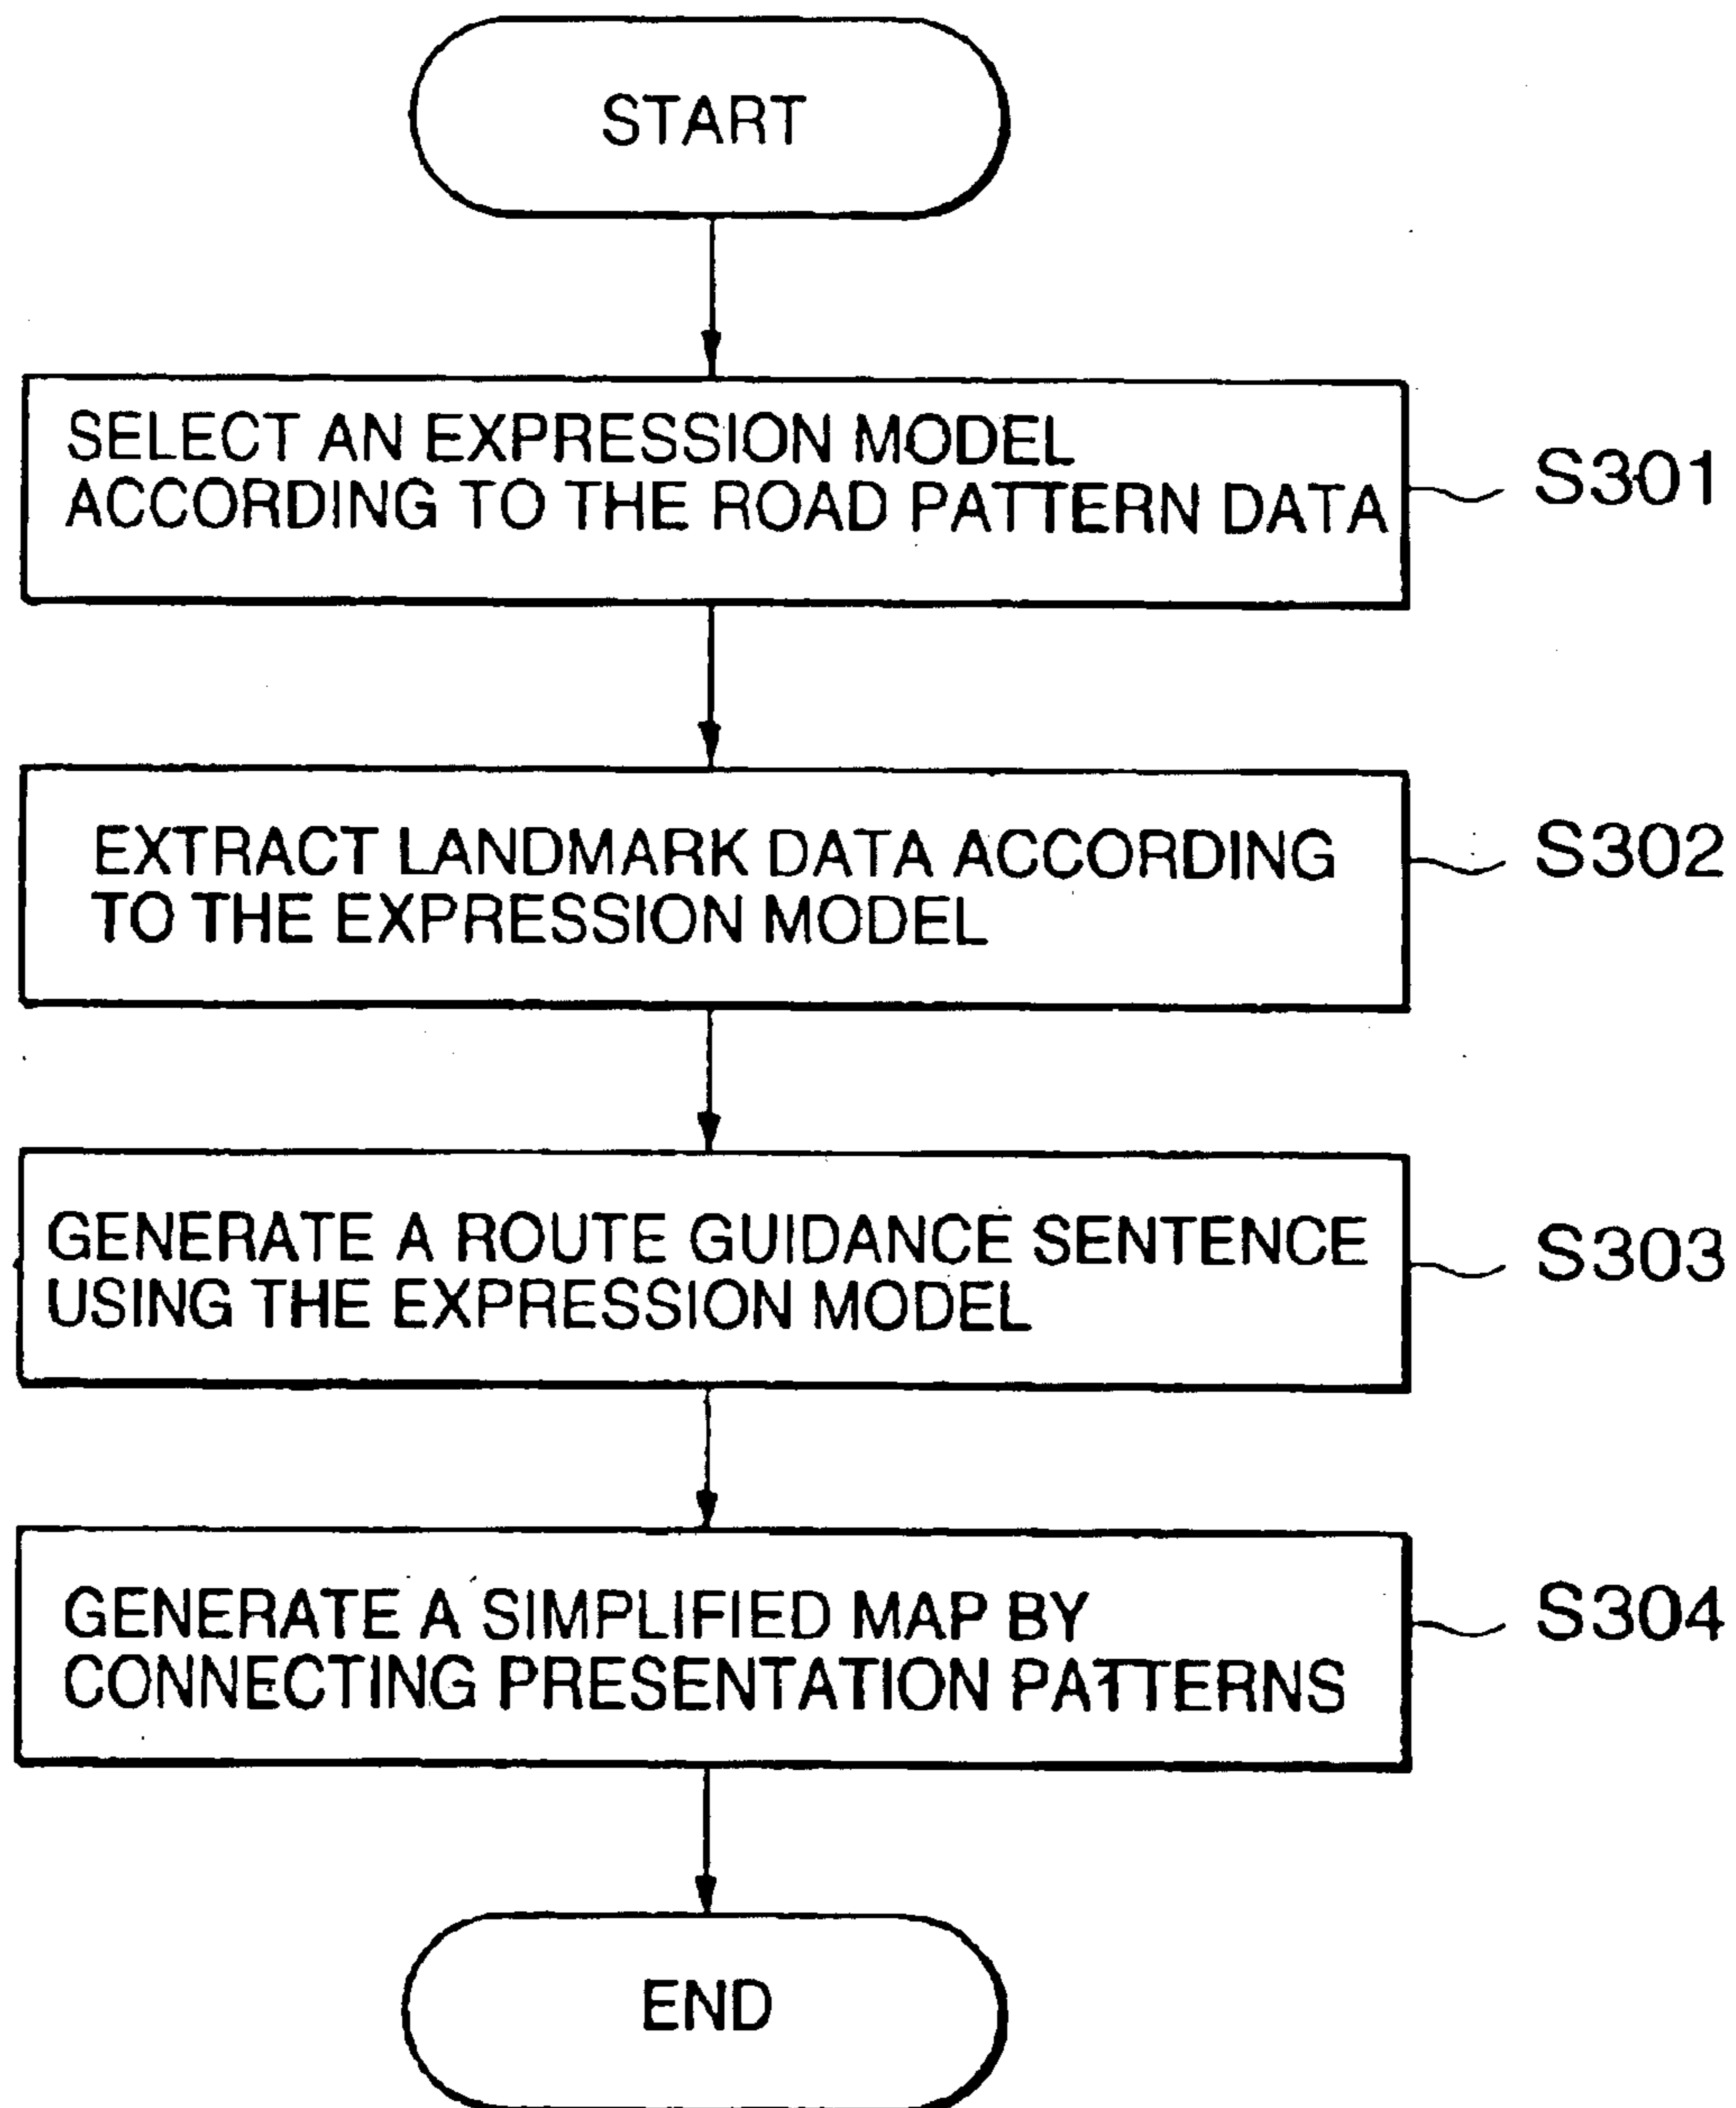 START
SELECT AN EXPRESSION MODEL
ACCORDING TO THE ROAD PATTERN DATA
S301
EXTRACT LANDMARK DATA ACCORDING
TO THE EXPRESSION MODEL
S302
GENERATE A ROUTE GUIDANCE SENTENCE
USING THE EXPRESSION MODEL
S303
GENERATE A SIMPLIFIED MAP BY
CONNECTING PRESENTATION PATTERNS
S304
END